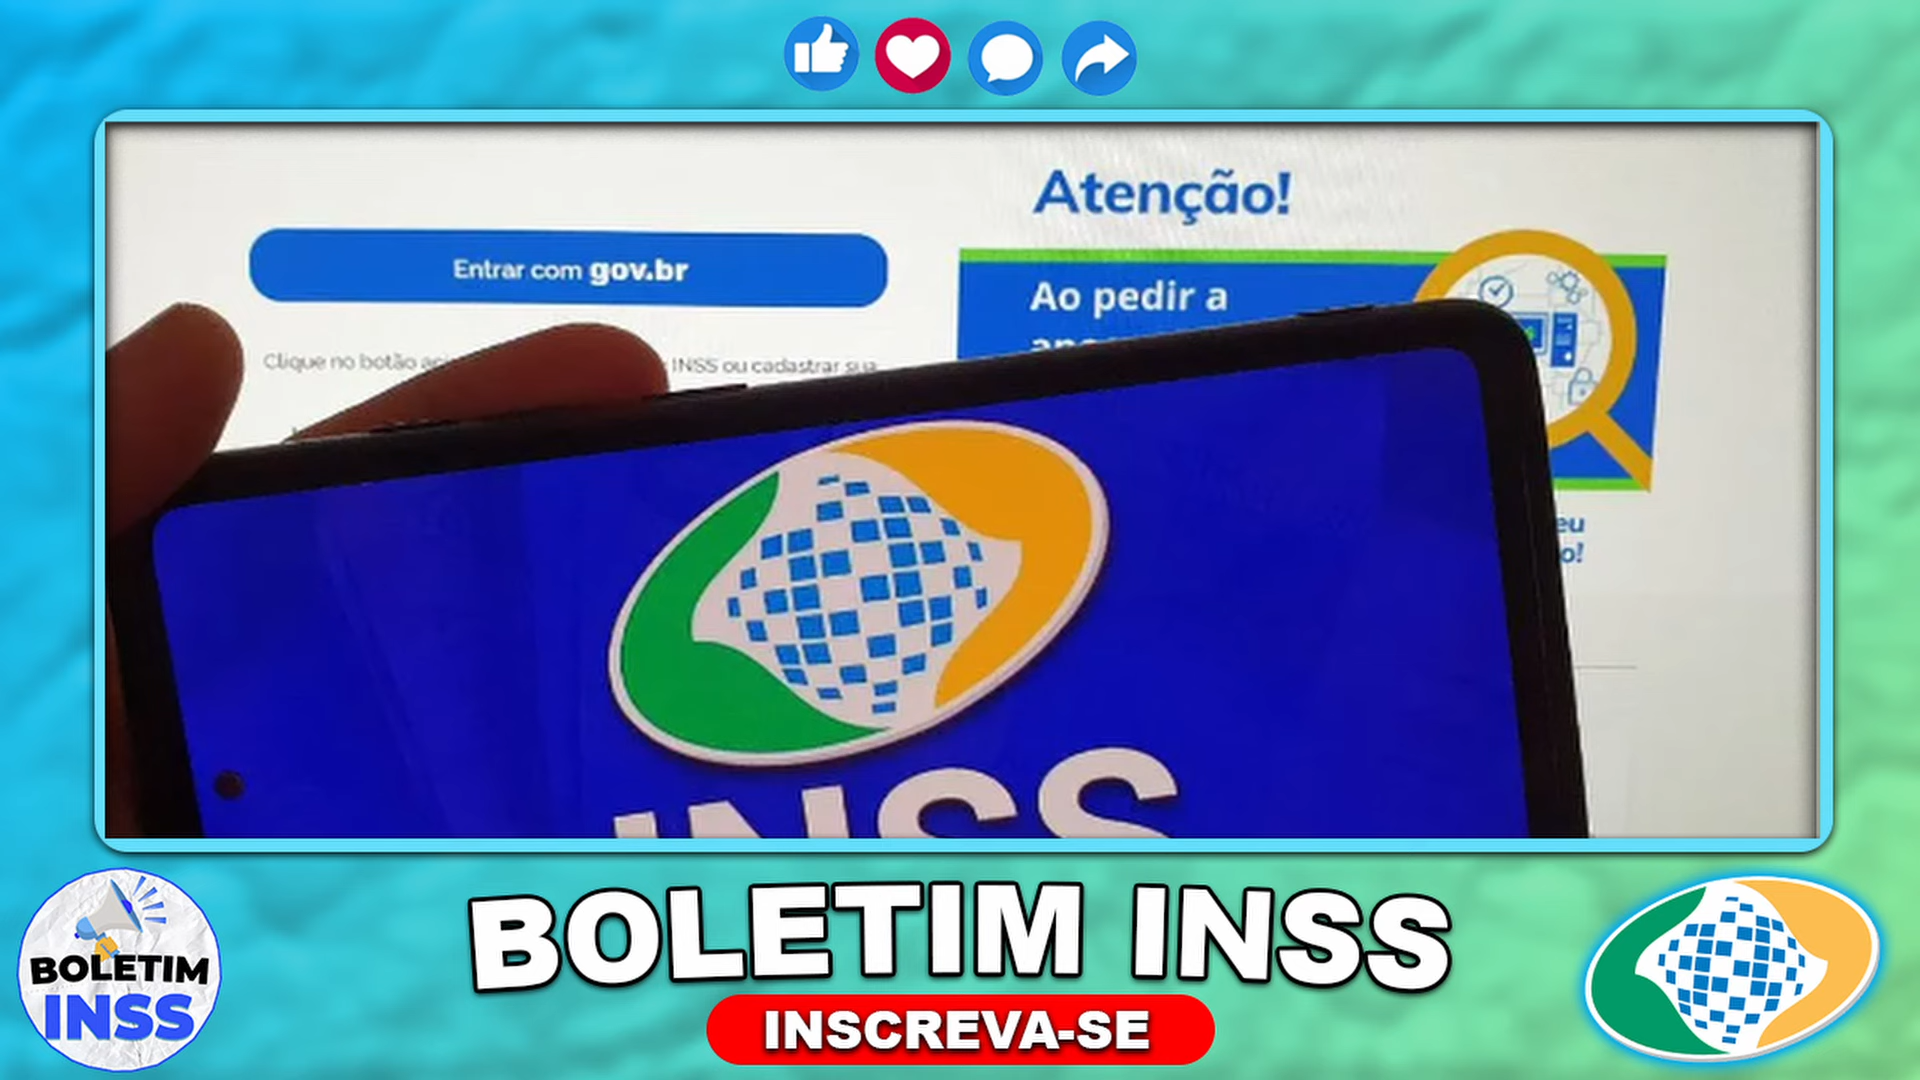 Atenção!
Entrar com gov.br
Ao pedir a
Clique no botão
INSS ou cadastrar sua
INSS
BOLETIM INSS
INSCREVA-SE
BOLETIM
INSS